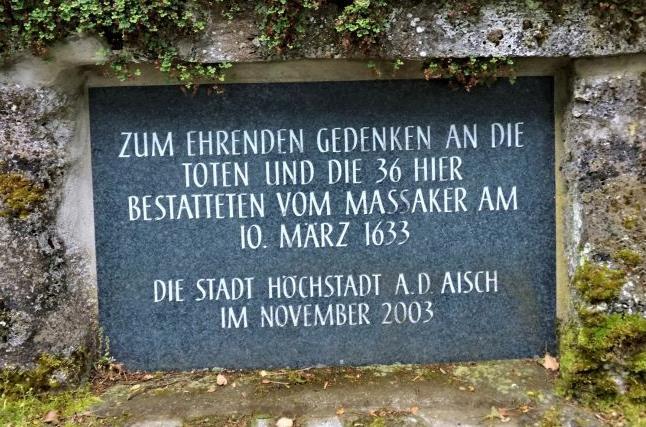 ZUM EHRENDEN GEDENKEN AN DIE
TOTEN UND DIE 36 HIER
BESTATTETEN VOM MASSAKER AM
10. MÄRZ 1633
DIE STADT HÖCHSTADT A.D. AISCH
IM NOVEMBER 2003